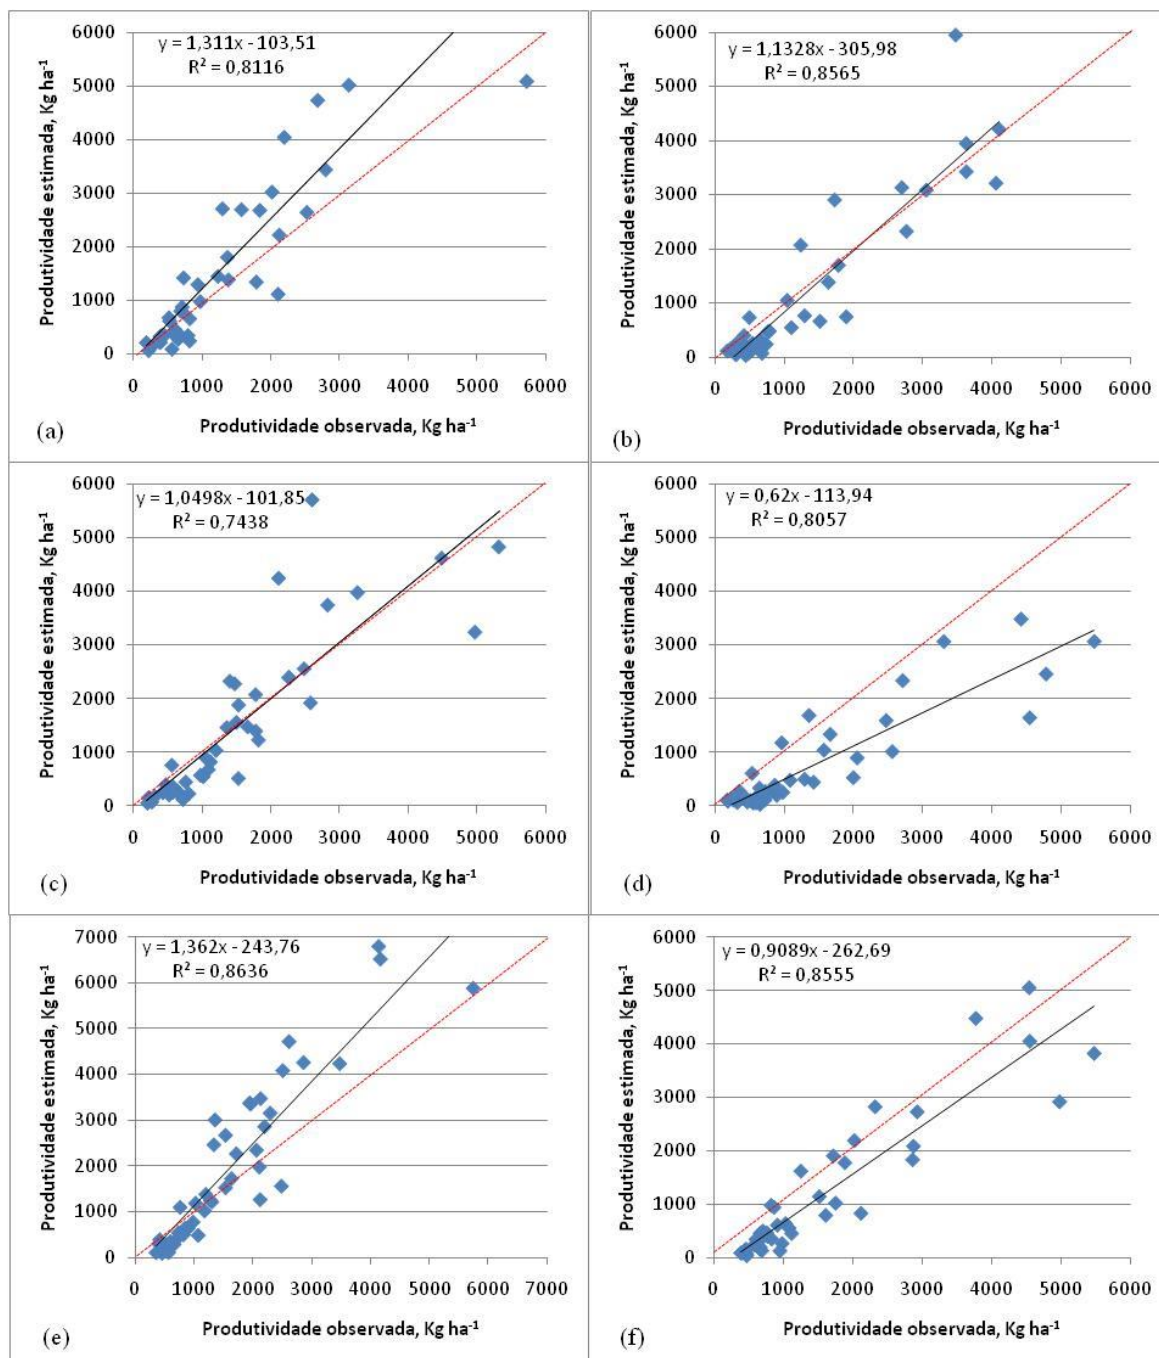 y = 1,311x - 103,51
R² = 0,8116
Produtividade estimada, Kg ha⁻¹
6000
5000
4000
3000
2000
1000
0
0 1000 2000 3000 4000 5000 6000
Produtividade observada, Kg ha⁻¹
(a)
y = 1,1328x - 305,98
R² = 0,8565
Produtividade estimada, Kg ha⁻¹
6000
5000
4000
3000
2000
1000
0
0 1000 2000 3000 4000 5000 6000
Produtividade observada, Kg ha⁻¹
(b)
y = 1,0498x - 101,85
R² = 0,7438
Produtividade estimada, Kg ha⁻¹
6000
5000
4000
3000
2000
1000
0
0 1000 2000 3000 4000 5000 6000
Produtividade observada, Kg ha⁻¹
(c)
y = 0,62x - 113,94
R² = 0,8057
Produtividade estimada, Kg ha⁻¹
6000
5000
4000
3000
2000
1000
0
0 1000 2000 3000 4000 5000 6000
Produtividade observada, Kg ha⁻¹
(d)
y = 1,362x - 243,76
R² = 0,8636
Produtividade estimada, Kg ha⁻¹
7000
6000
5000
4000
3000
2000
1000
0
0 1000 2000 3000 4000 5000 6000 7000
Produtividade observada, Kg ha⁻¹
(e)
y = 0,9089x - 262,69
R² = 0,8555
Produtividade estimada, Kg ha⁻¹
6000
5000
4000
3000
2000
1000
0
0 1000 2000 3000 4000 5000 6000
Produtividade observada, Kg ha⁻¹
(f)